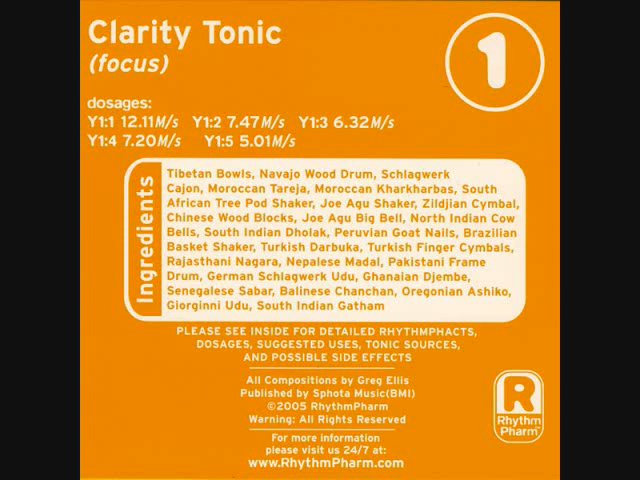 Clarity Tonic
(focus)
1
dosages:
Y1:1 12.11M/s Y1:2 7.47M/s Y1:3 6.32M/s
Y1:4 7.20M/s Y1:5 5.01M/s
Ingredients
Tibetan Bowls, Navajo Wood Drum, Schlagwerk
Cajon, Moroccan Tareja, Moroccan Kharkharbas, South
African Tree Pod Shaker, Joe Agu Shaker, Zildjian Cymbal,
Chinese Wood Blocks, Joe Agu Big Bell, North Indian Cow
Bells, South Indian Dholak, Peruvian Goat Nails, Brazilian
Basket Shaker, Turkish Darbuka, Turkish Finger Cymbals,
Rajasthani Nagara, Nepalese Madal, Pakistani Frame
Drum, German Schlagwerk Udu, Ghanaian Djembe,
Senegalese Sabar, Balinese Chanchan, Oregonian Ashiko,
Giorginni Udu, South Indian Gatham
PLEASE SEE INSIDE FOR DETAILED RHYTHMPHACTS,
DOSAGES, SUGGESTED USES, TONIC SOURCES,
AND POSSIBLE SIDE EFFECTS
All Compositions by Greg Ellis
Published by Sphota Music(BMI)
©2005 RhythmPharm
Warning: All Rights Reserved
For more information
please visit us 24/7 at:
www.RhythmPharm.com
R
Rhythm
Pharm™